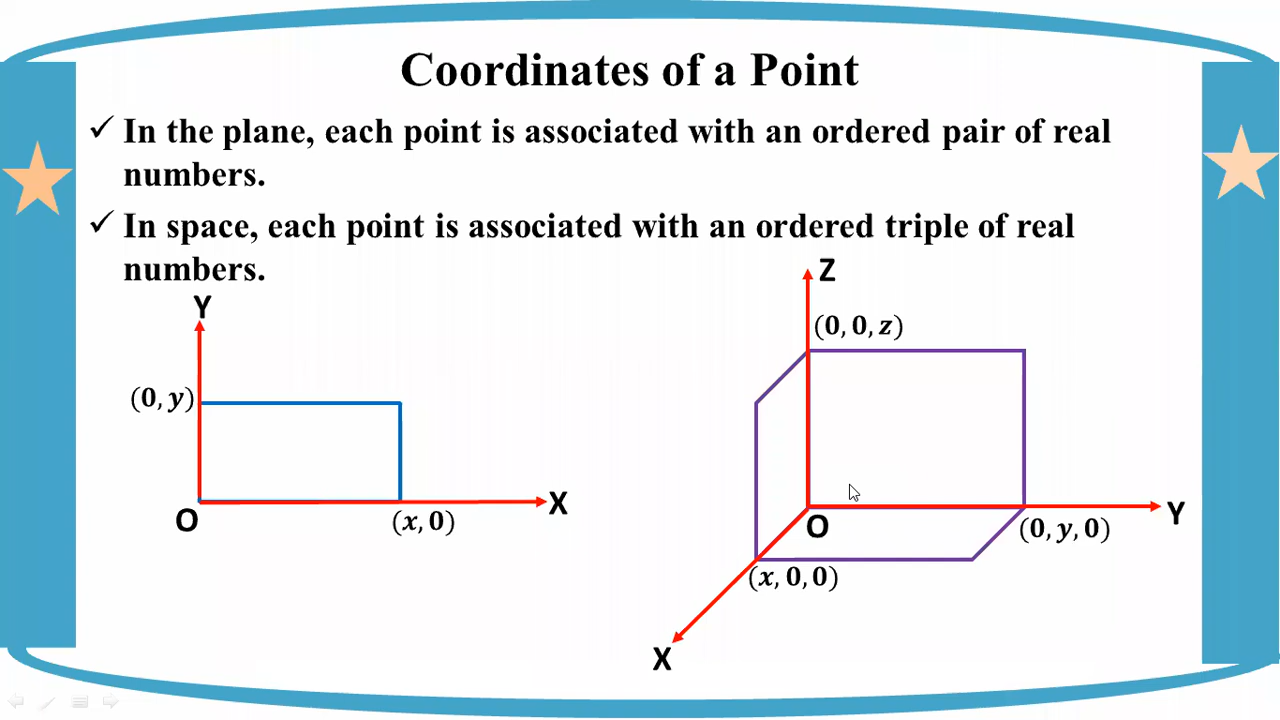 Coordinates of a Point
✓ In the plane, each point is associated with an ordered pair of real
numbers.
✓ In space, each point is associated with an ordered triple of real
numbers.
Y
(0, y)
O
(x, 0)
X
Z
(0, 0, z)
O
(0, y, 0)
Y
(x, 0, 0)
X